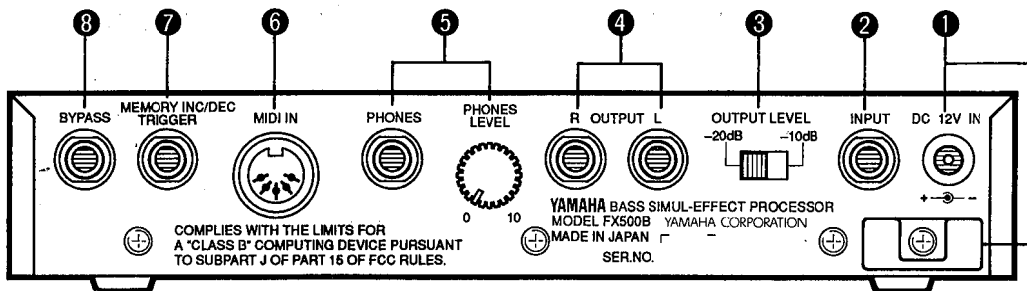 8 7 6 5 4 3 2 1
BYPASS
MEMORY INC/DEC
TRIGGER
MIDI IN
PHONES
PHONES
LEVEL
0 10
R OUTPUT L
OUTPUT LEVEL
-20dB -10dB
INPUT
DC 12V IN
+ -
YAMAHA BASS SIMUL-EFFECT PROCESSOR
MODEL FX500B YAMAHA CORPORATION
MADE IN JAPAN
SER.NO.
COMPLIES WITH THE LIMITS FOR
A "CLASS B" COMPUTING DEVICE PURSUANT
TO SUBPART J OF PART 15 OF FCC RULES.